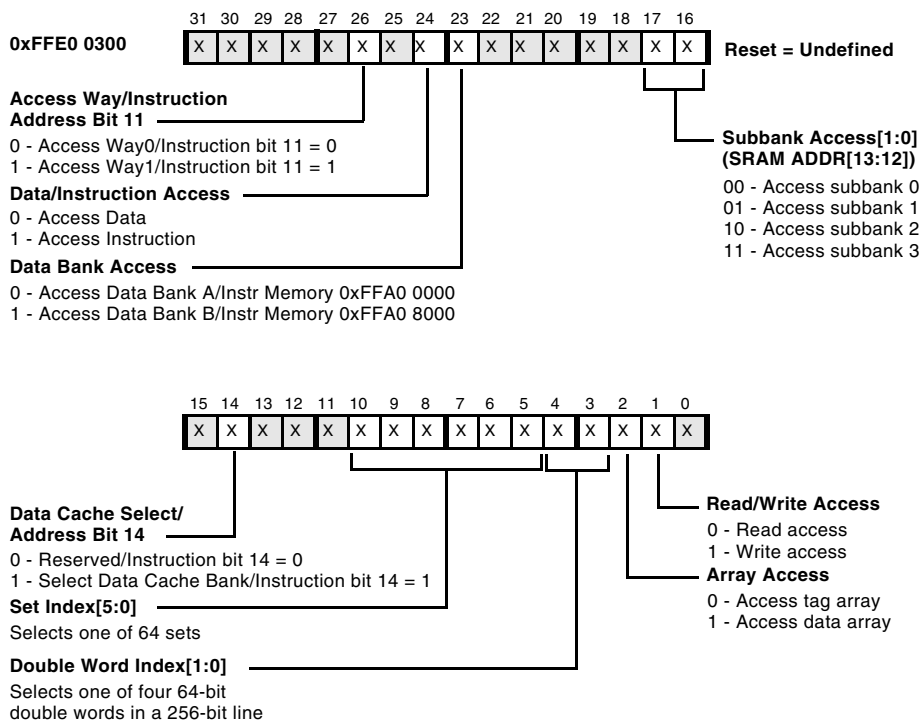 31 30 29 28 27 26 25 24 23 22 21 20 19 18 17 16
0xFFE0 0300
X X X X X X X X X X X X X X X X
Reset = Undefined
Access Way/Instruction
Address Bit 11
0 - Access Way0/Instruction bit 11 = 0
1 - Access Way1/Instruction bit 11 = 1
Data/Instruction Access
0 - Access Data
1 - Access Instruction
Data Bank Access
0 - Access Data Bank A/Instr Memory 0xFFA0 0000
1 - Access Data Bank B/Instr Memory 0xFFA0 8000
Subbank Access[1:0]
(SRAM ADDR[13:12])
00 - Access subbank 0
01 - Access subbank 1
10 - Access subbank 2
11 - Access subbank 3
15 14 13 12 11 10 9 8 7 6 5 4 3 2 1 0
X X X X X X X X X X X X X X X X
Data Cache Select/
Address Bit 14
0 - Reserved/Instruction bit 14 = 0
1 - Select Data Cache Bank/Instruction bit 14 = 1
Set Index[5:0]
Selects one of 64 sets
Double Word Index[1:0]
Selects one of four 64-bit
double words in a 256-bit line
Read/Write Access
0 - Read access
1 - Write access
Array Access
0 - Access tag array
1 - Access data array